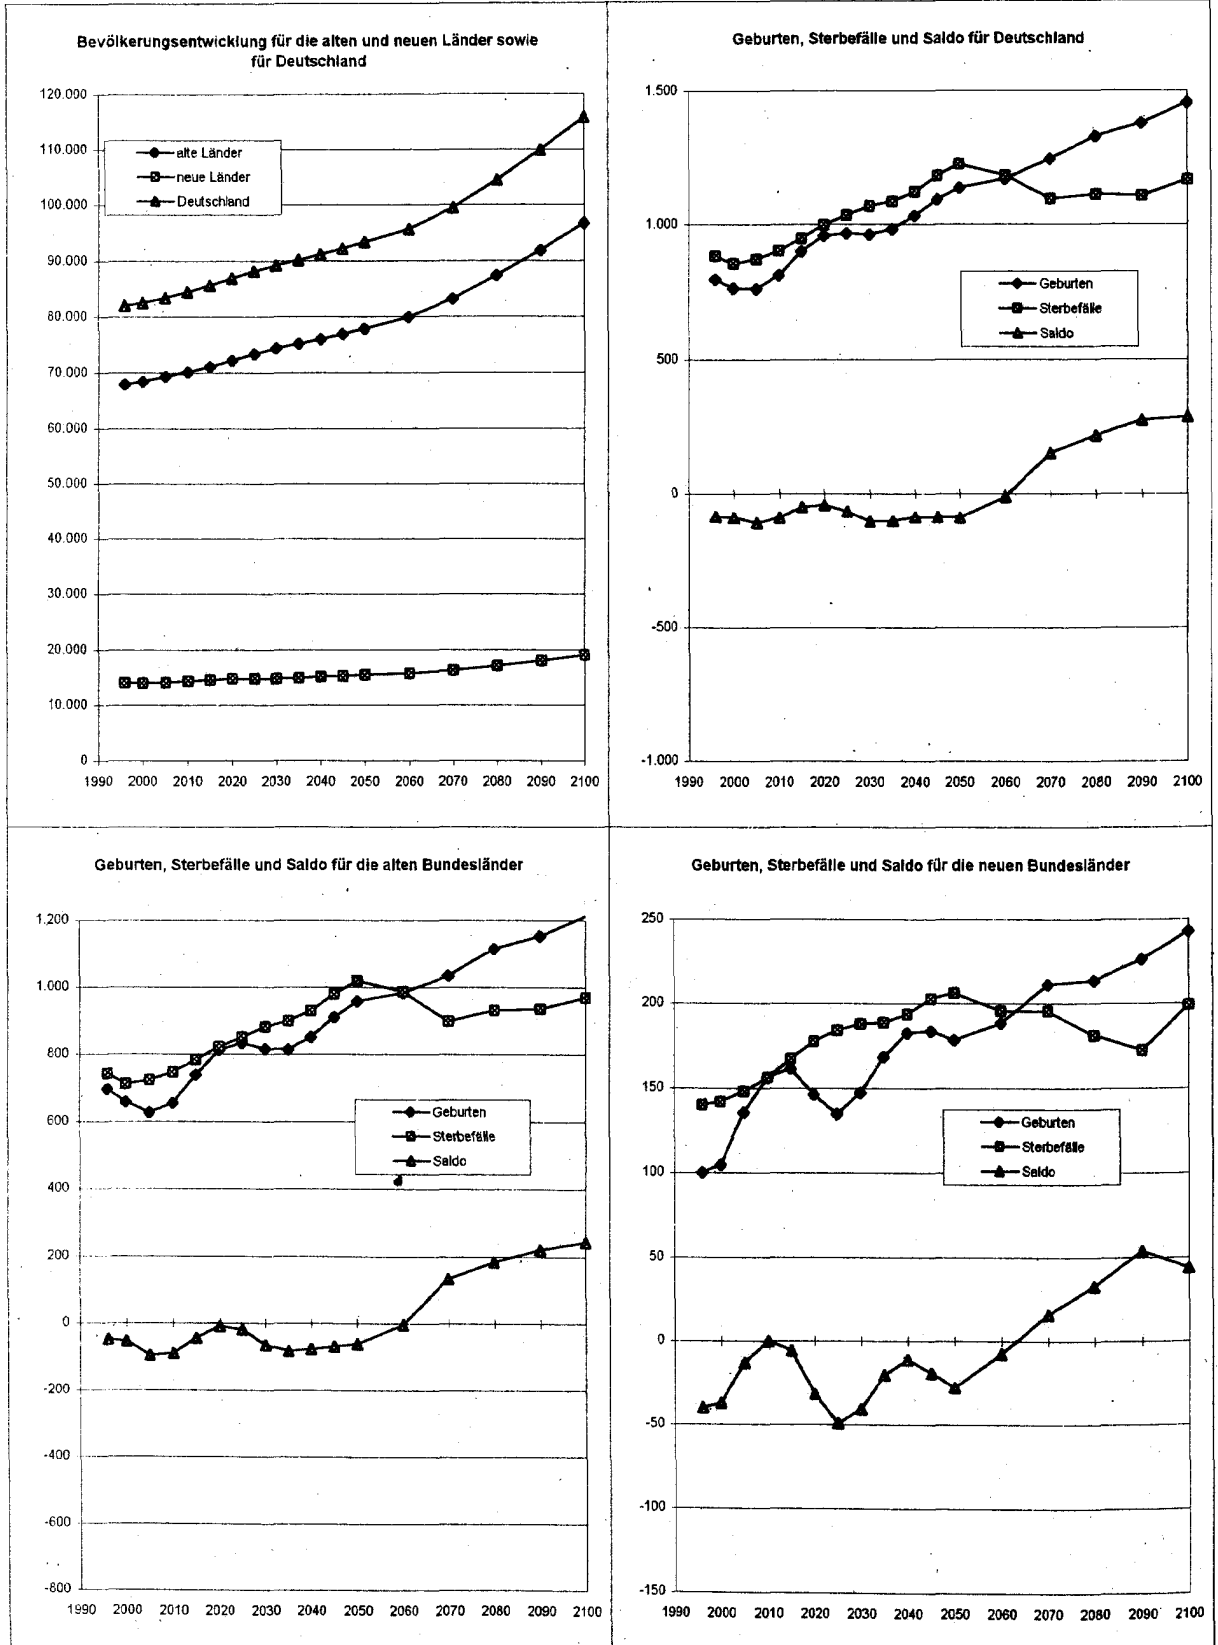 Bevölkerungsentwicklung für die alten und neuen Länder sowie
für Deutschland
120.000
110.000
100.000
90.000
80.000
70.000
60.000
50.000
40.000
30.000
20.000
10.000
0
alte Länder
neue Länder
Deutschland
1990 2000 2010 2020 2030 2040 2050 2060 2070 2080 2090 2100
Geburten, Sterbefälle und Saldo für Deutschland
1.500
1.000
500
0
-500
-1.000
Geburten
Sterbefälle
Saldo
1990 2000 2010 2020 2030 2040 2050 2060 2070 2080 2090 2100
Geburten, Sterbefälle und Saldo für die alten Bundesländer
1.200
1.000
800
600
400
200
0
-200
-400
-600
-800
Geburten
Sterbefälle
Saldo
1990 2000 2010 2020 2030 2040 2050 2060 2070 2080 2090 2100
Geburten, Sterbefälle und Saldo für die neuen Bundesländer
250
200
150
100
50
0
-50
-100
-150
Geburten
Sterbefälle
Saldo
1990 2000 2010 2020 2030 2040 2050 2060 2070 2080 2090 2100